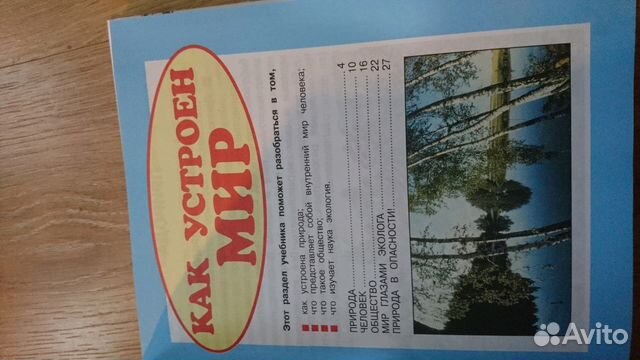 КАК УСТРОЕН
МИР
Этот раздел учебника поможет разобраться в том,
как устроена природа;
что представляет собой внутренний мир человека;
что такое общество;
что изучает наука экология.
ПРИРОДА 4
ЧЕЛОВЕК 10
ОБЩЕСТВО 16
МИР ГЛАЗАМИ ЭКОЛОГА 22
ПРИРОДА В ОПАСНОСТИ! 27
Avito